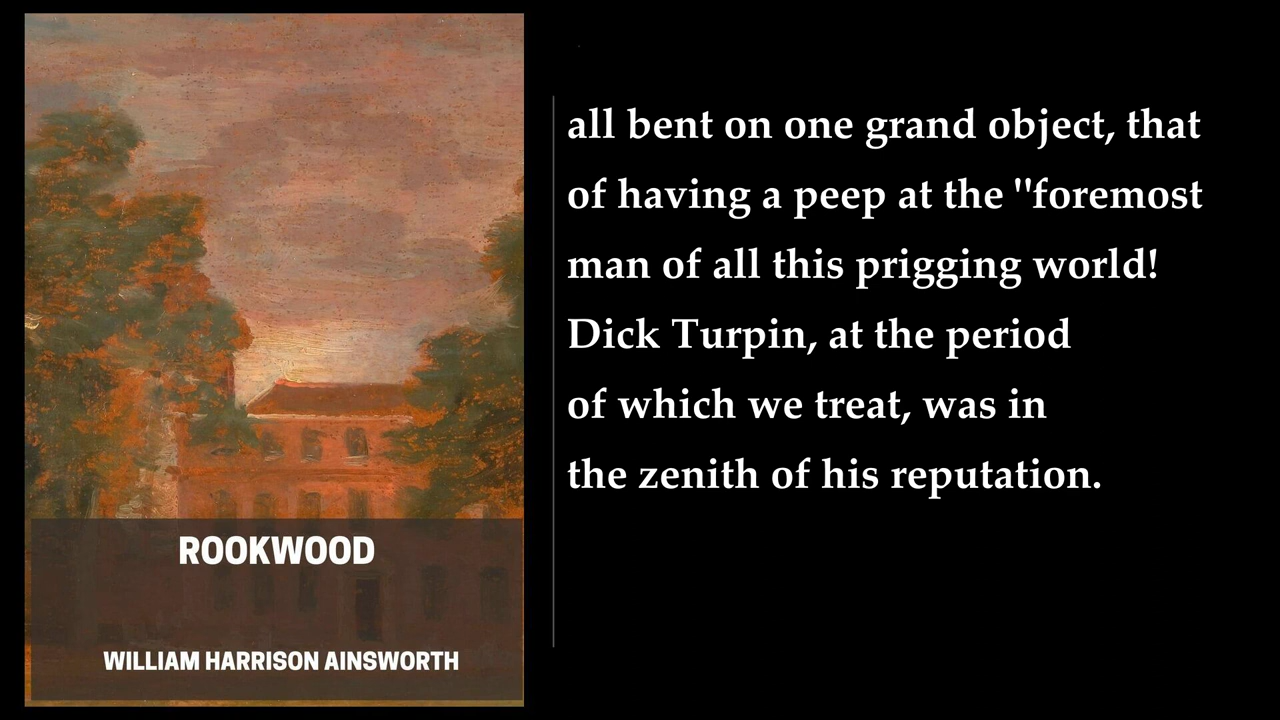 ROOKWOOD
WILLIAM HARRISON AINSWORTH
all bent on one grand object, that
of having a peep at the "foremost
man of all this prigging world!
Dick Turpin, at the period
of which we treat, was in
the zenith of his reputation.